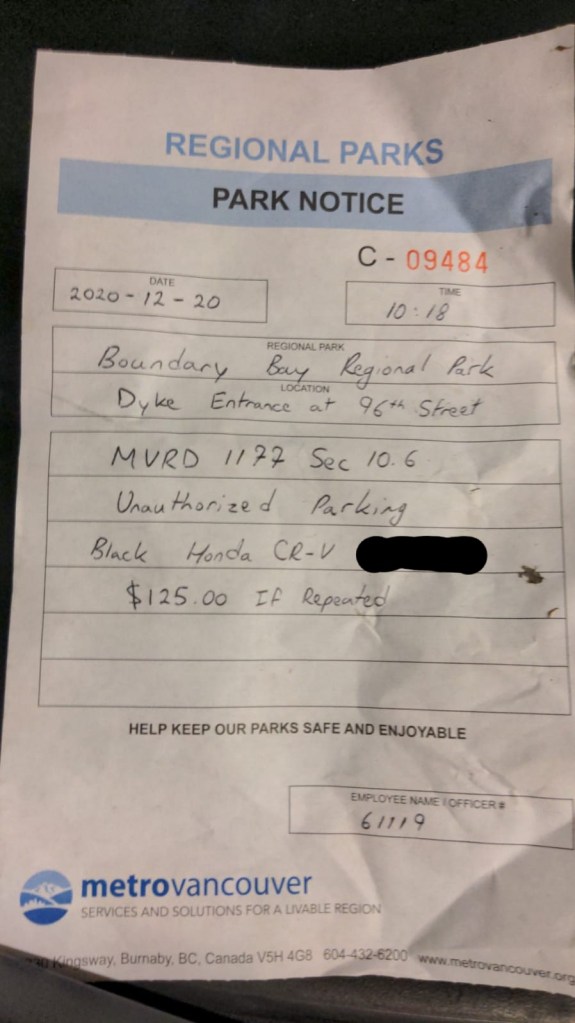 REGIONAL PARKS
PARK NOTICE
C - 09484
DATE
2020-12-20
TIME
10:18
REGIONAL PARK
Boundary Bay Regional Park
LOCATION
Dyke Entrance at 96th Street
MVRD 1177 Sec 10.6
Unauthorized Parking
Black Honda CR-V
$125.00 If Repeated
HELP KEEP OUR PARKS SAFE AND ENJOYABLE
EMPLOYEE NAME / OFFICER #
61119
metrovancouver
SERVICES AND SOLUTIONS FOR A LIVABLE REGION
Kingsway, Burnaby, BC, Canada V5H 4G8 604-432-6200 www.metrovancouver.org